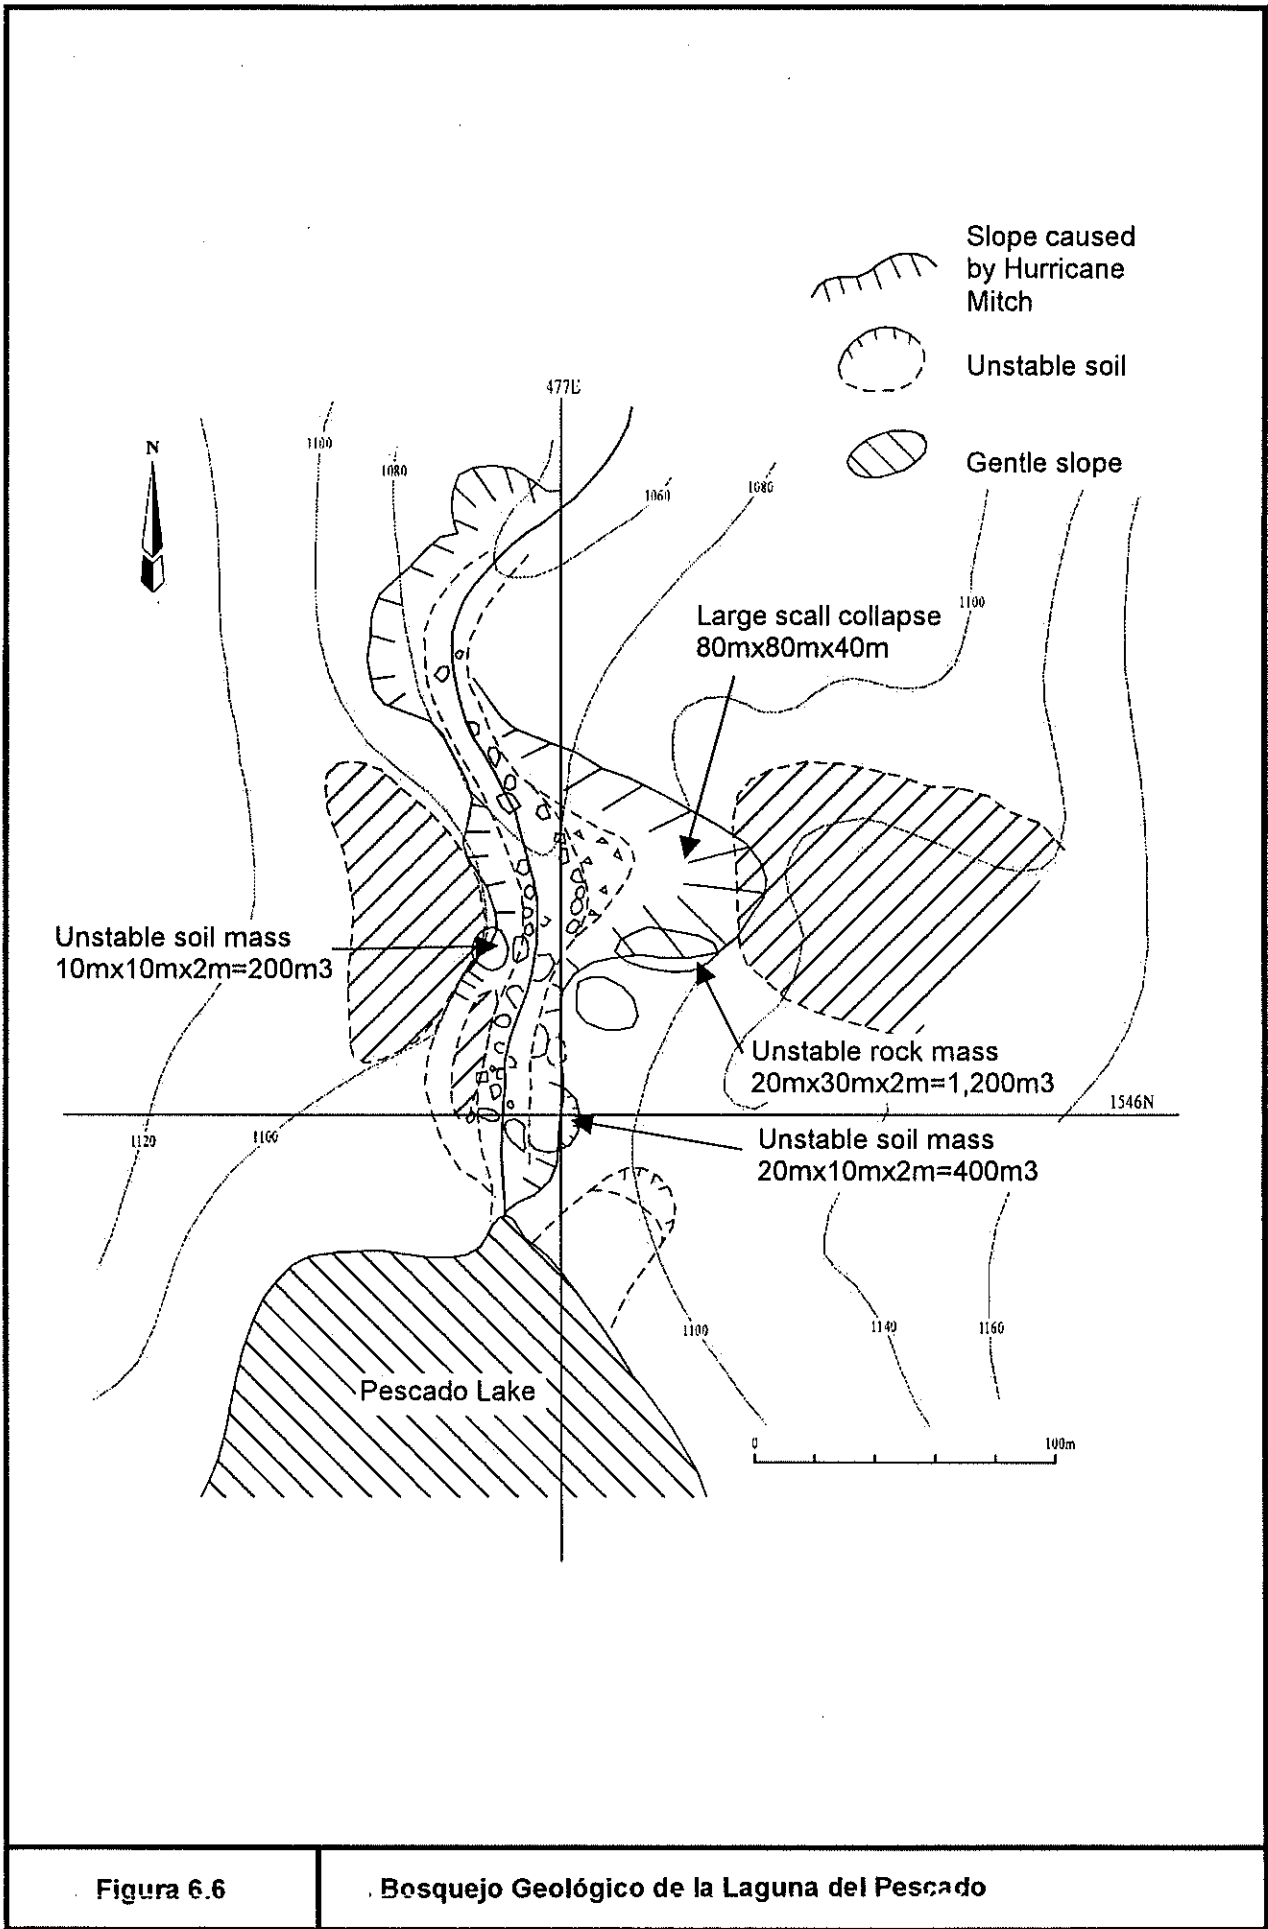 Slope caused
by Hurricane
Mitch
Unstable soil
Gentle slope
477E
N
1100
1080
1060
1080
1100
Large scall collapse
80mx80mx40m
Unstable soil mass
10mx10mx2m=200m3
Unstable rock mass
20mx30mx2m=1,200m3
1546N
1120
1100
Unstable soil mass
20mx10mx2m=400m3
1100
1140
1160
Pescado Lake
0
100m
Figura 6.6
Bosquejo Geológico de la Laguna del Pescado